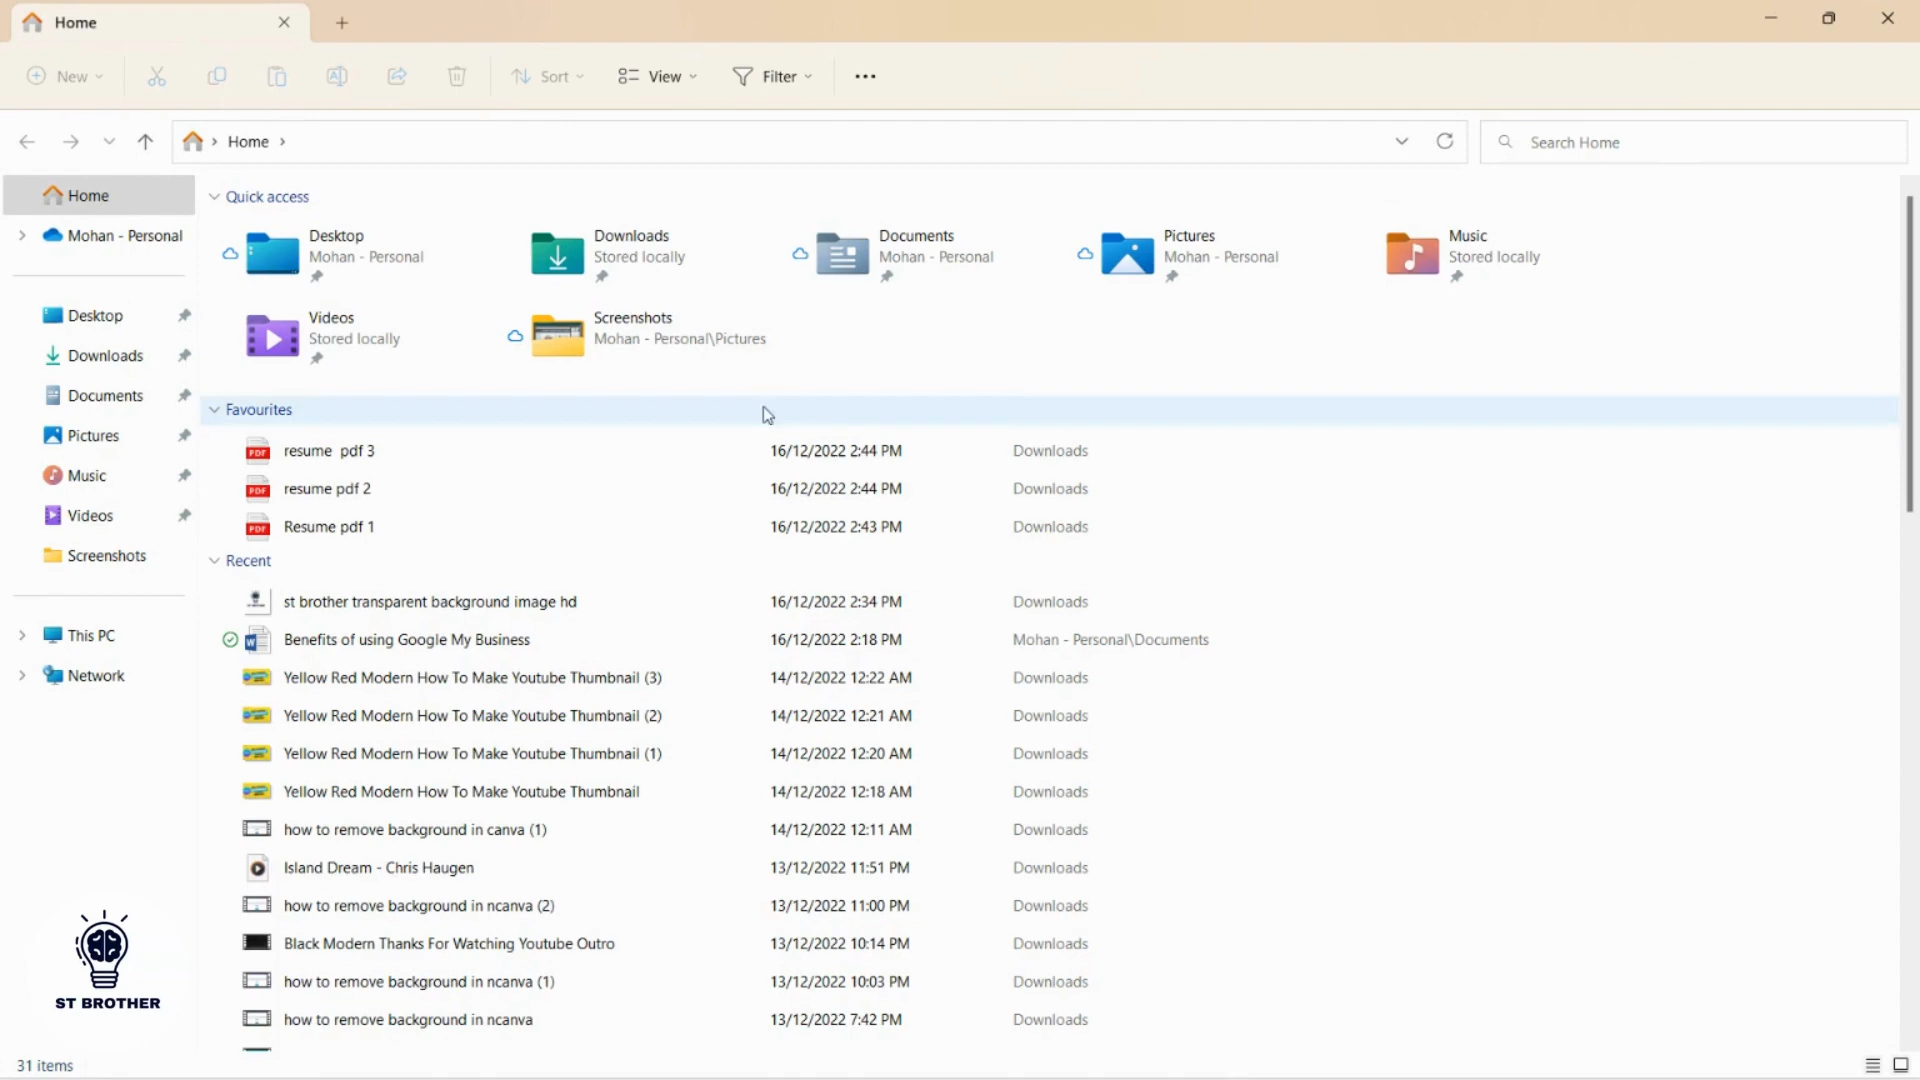 Home
New
Sort
View
Filter
Home
Search Home
Home
Mohan - Personal
Desktop
Downloads
Documents
Pictures
Music
Videos
Screenshots
This PC
Network
Quick access
Desktop
Mohan - Personal
Downloads
Stored locally
Documents
Mohan - Personal
Pictures
Mohan - Personal
Music
Stored locally
Videos
Stored locally
Screenshots
Mohan - Personal\Pictures
Favourites
resume  pdf 3 16/12/2022 2:44 PM Downloads
resume pdf 2 16/12/2022 2:44 PM Downloads
Resume pdf 1 16/12/2022 2:43 PM Downloads
Recent
st brother transparent background image hd 16/12/2022 2:34 PM Downloads
Benefits of using Google My Business 16/12/2022 2:18 PM Mohan - Personal\Documents
Yellow Red Modern How To Make Youtube Thumbnail (3) 14/12/2022 12:22 AM Downloads
Yellow Red Modern How To Make Youtube Thumbnail (2) 14/12/2022 12:21 AM Downloads
Yellow Red Modern How To Make Youtube Thumbnail (1) 14/12/2022 12:20 AM Downloads
Yellow Red Modern How To Make Youtube Thumbnail 14/12/2022 12:18 AM Downloads
how to remove background in canva (1) 14/12/2022 12:11 AM Downloads
Island Dream - Chris Haugen 13/12/2022 11:51 PM Downloads
how to remove background in ncanva (2) 13/12/2022 11:00 PM Downloads
Black Modern Thanks For Watching Youtube Outro 13/12/2022 10:14 PM Downloads
how to remove background in ncanva (1) 13/12/2022 10:03 PM Downloads
how to remove background in ncanva 13/12/2022 7:42 PM Downloads
ST BROTHER
31 items